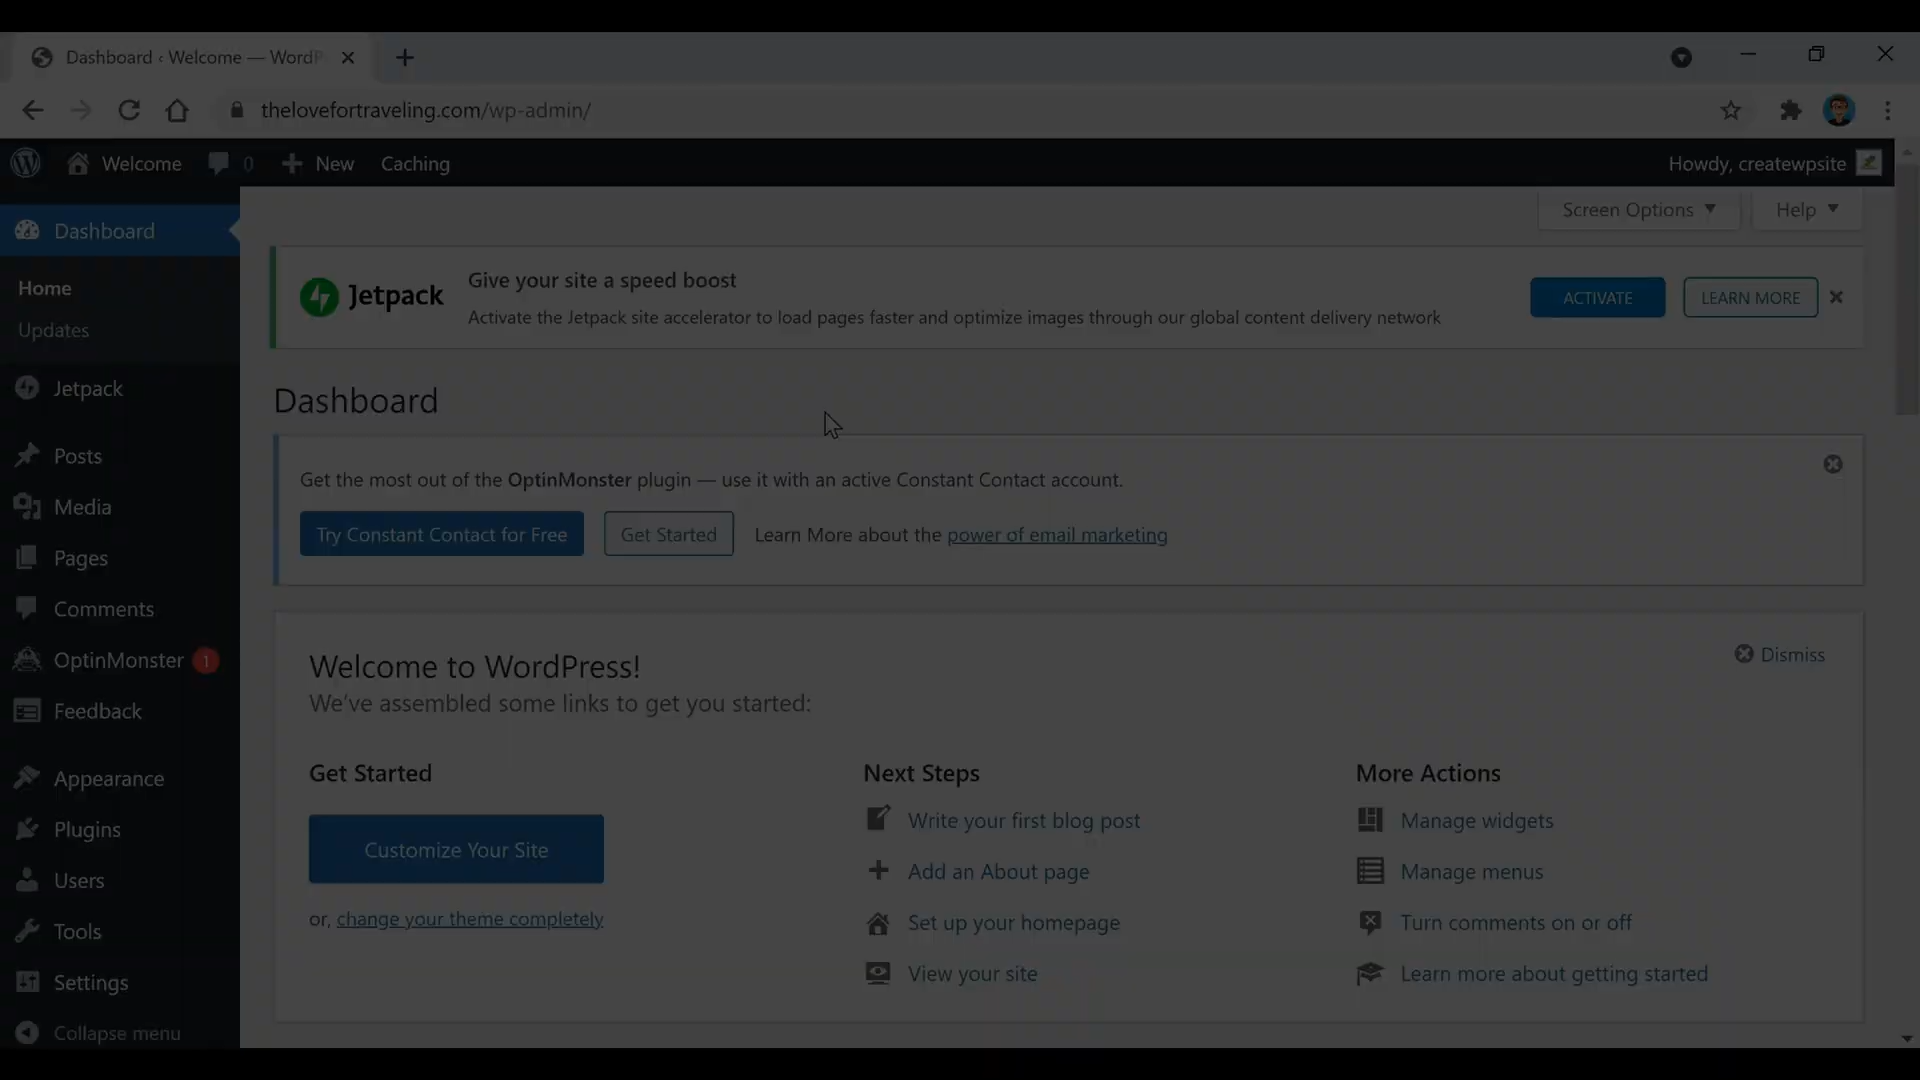 Dashboard ‹ Welcome — WordP
thelovefortraveling.com/wp-admin/
Welcome 0 New Caching Howdy, createwpsite
Screen Options Help
Dashboard
Home
Updates
Jetpack
Posts
Media
Pages
Comments
OptinMonster 1
Feedback
Appearance
Plugins
Users
Tools
Settings
Collapse menu
Jetpack
Give your site a speed boost
Activate the Jetpack site accelerator to load pages faster and optimize images through our global content delivery network
ACTIVATE LEARN MORE
Dashboard
Get the most out of the OptinMonster plugin — use it with an active Constant Contact account.
Try Constant Contact for Free Get Started Learn More about the power of email marketing
Welcome to WordPress!
Dismiss
We’ve assembled some links to get you started:
Get Started
Customize Your Site
or, change your theme completely
Next Steps
Write your first blog post
Add an About page
Set up your homepage
View your site
More Actions
Manage widgets
Manage menus
Turn comments on or off
Learn more about getting started